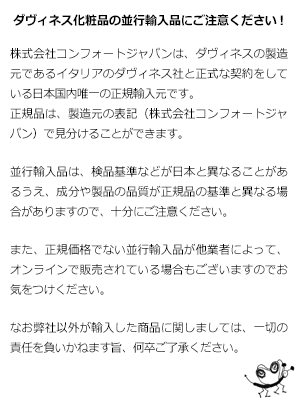 ダヴィネス化粧品の並行輸入品にご注意ください！
株式会社コンフォートジャパンは、ダヴィネスの製造
元であるイタリアのダヴィネス社と正式な契約をして
いる日本国内唯一の正規輸入元です。
正規品は、製造元の表記（株式会社コンフォートジャ
パン）で見分けることができます。
並行輸入品は、検品基準などが日本と異なることがあ
るうえ、成分や製品の品質が正規品の基準と異なる場
合がありますので、十分にご注意ください。
また、正規価格でない並行輸入品が他業者によって、
オンラインで販売されている場合もございますのでお
気をつけください。
なお弊社以外が輸入した商品に関しましては、一切の
責任を負いかねます旨、何卒ご了承ください。